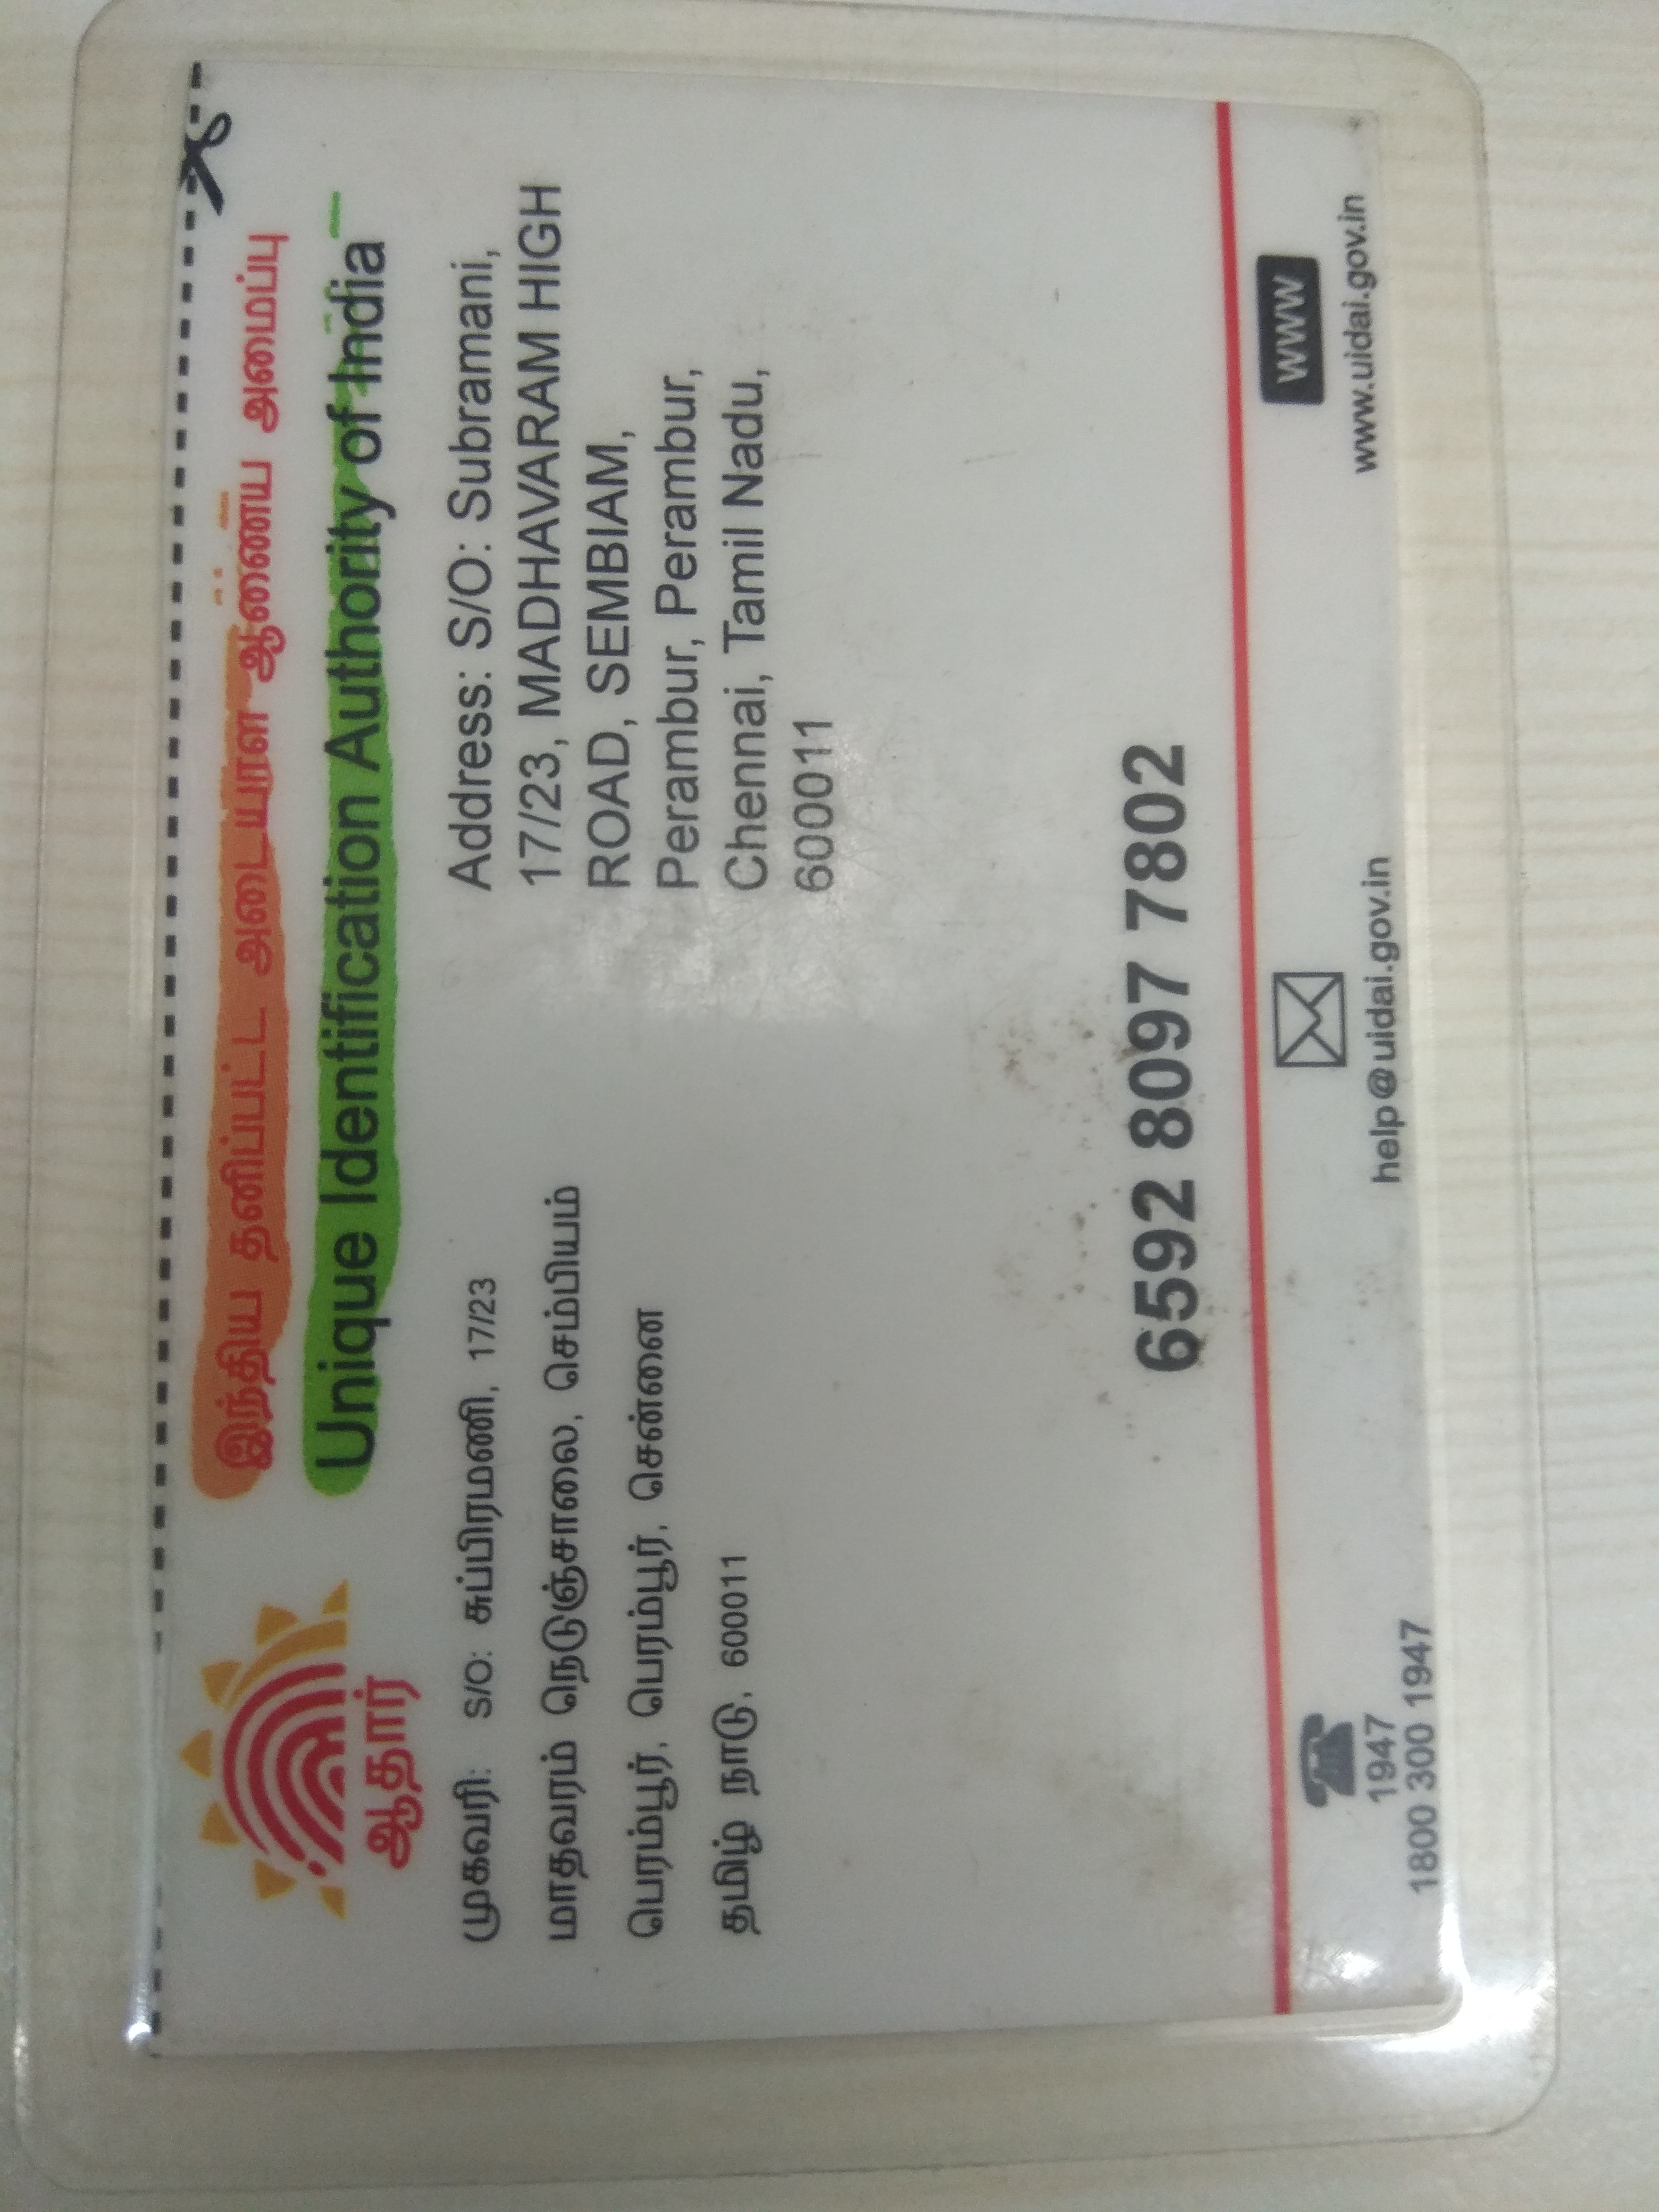 இந்திய தனிப்பட்ட அடையாள ஆணைய அமைப்பு
Unique Identification Authority of India
ஆதார்
முகவரி: S/O: சுப்பிரமணி, 17/23
மாதவரம் நெடுஞ்சாலை, செம்பியம்
பெரம்பூர், பெரம்பூர், சென்னை
தமிழ் நாடு, 600011
Address: S/O: Subramani,
17/23, MADHAVARAM HIGH
ROAD, SEMBIAM,
Perambur, Perambur,
Chennai, Tamil Nadu,
600011
6592 8097 7802
1947
1800 300 1947
help@uidai.gov.in
WWW
www.uidai.gov.in